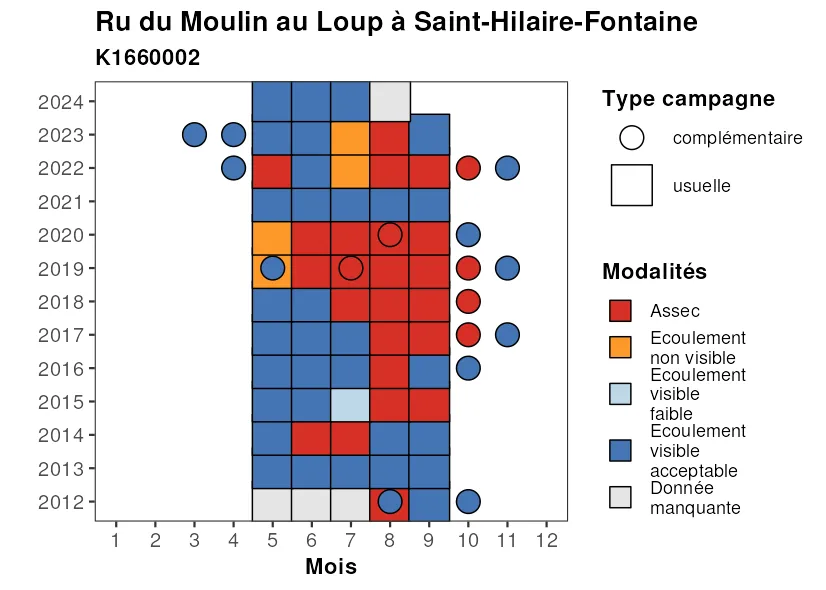 Ru du Moulin au Loup à Saint-Hilaire-Fontaine
K1660002
2024
2023
2022
2021
2020
2019
2018
2017
2016
2015
2014
2013
2012
1 2 3 4 5 6 7 8 9 10 11 12
Mois
Type campagne
complémentaire
usuelle
Modalités
Assec
Ecoulement
non visible
Ecoulement
visible
faible
Ecoulement
visible
acceptable
Donnée
manquante